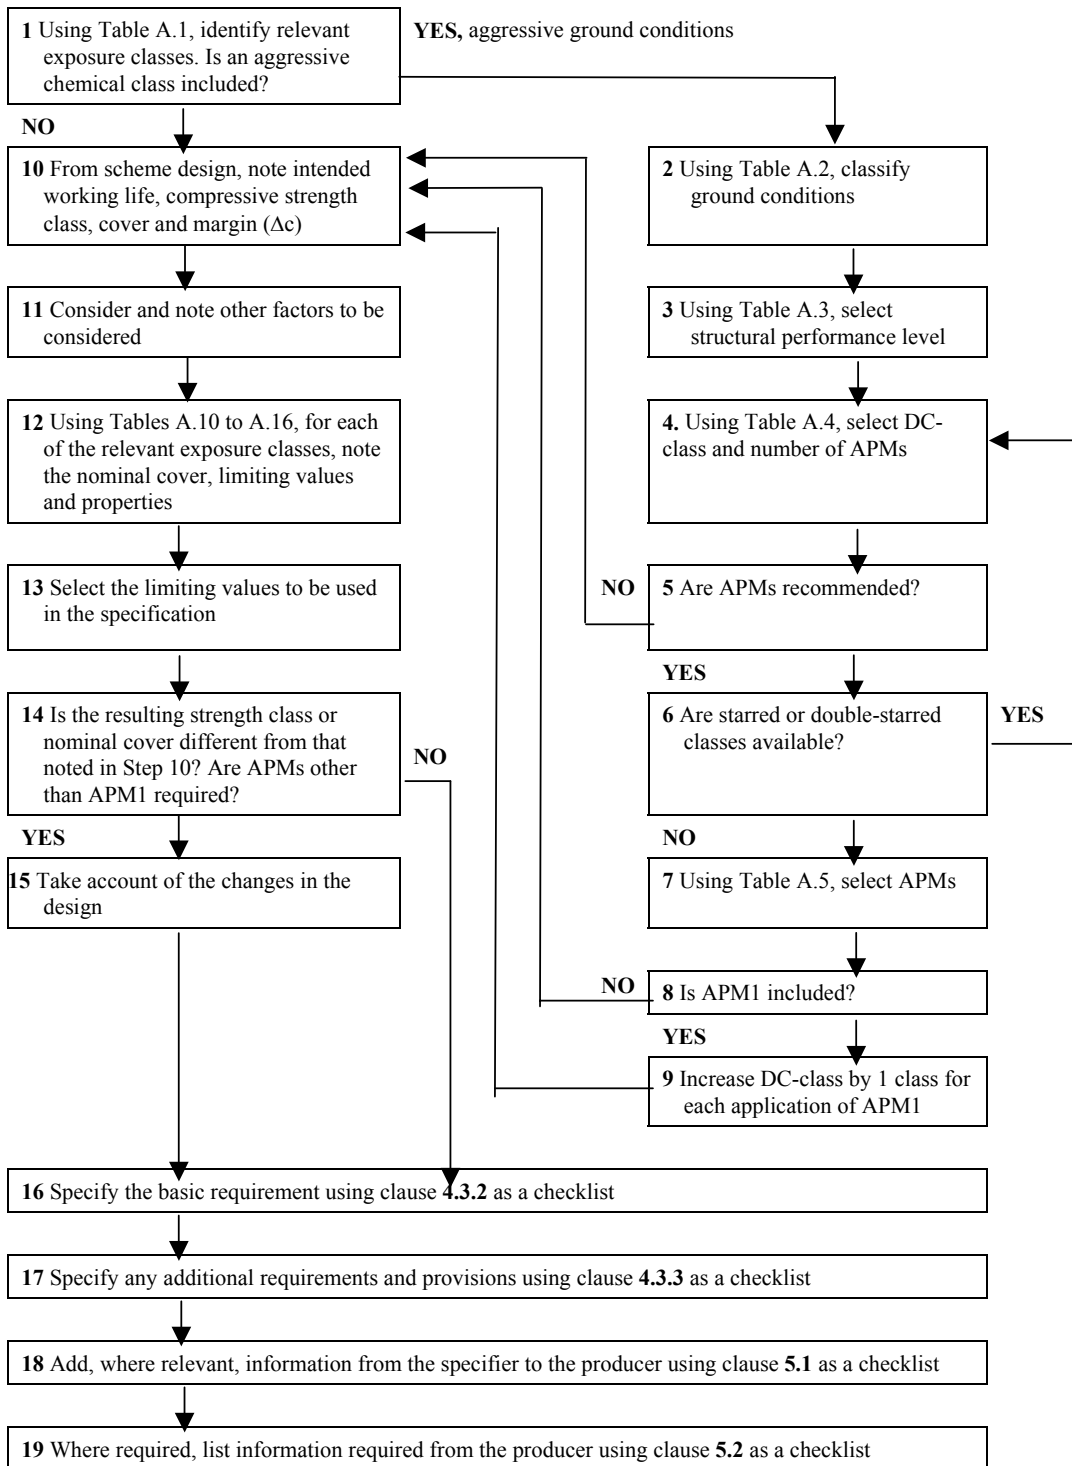 1 Using Table A.1, identify relevant
exposure classes. Is an aggressive
chemical class included?
YES, aggressive ground conditions
NO
10 From scheme design, note intended
working life, compressive strength
class, cover and margin (Δc)
2 Using Table A.2, classify
ground conditions
11 Consider and note other factors to be
considered
3 Using Table A.3, select
structural performance level
12 Using Tables A.10 to A.16, for each
of the relevant exposure classes, note
the nominal cover, limiting values
and properties
4. Using Table A.4, select DC-
class and number of APMs
13 Select the limiting values to be used
in the specification
NO
5 Are APMs recommended?
YES
14 Is the resulting strength class or
nominal cover different from that
noted in Step 10? Are APMs other
than APM1 required?
NO
6 Are starred or double-starred
classes available?
YES
YES
NO
15 Take account of the changes in the
design
7 Using Table A.5, select APMs
NO
8 Is APM1 included?
YES
9 Increase DC-class by 1 class for
each application of APM1
16 Specify the basic requirement using clause 4.3.2 as a checklist
17 Specify any additional requirements and provisions using clause 4.3.3 as a checklist
18 Add, where relevant, information from the specifier to the producer using clause 5.1 as a checklist
19 Where required, list information required from the producer using clause 5.2 as a checklist